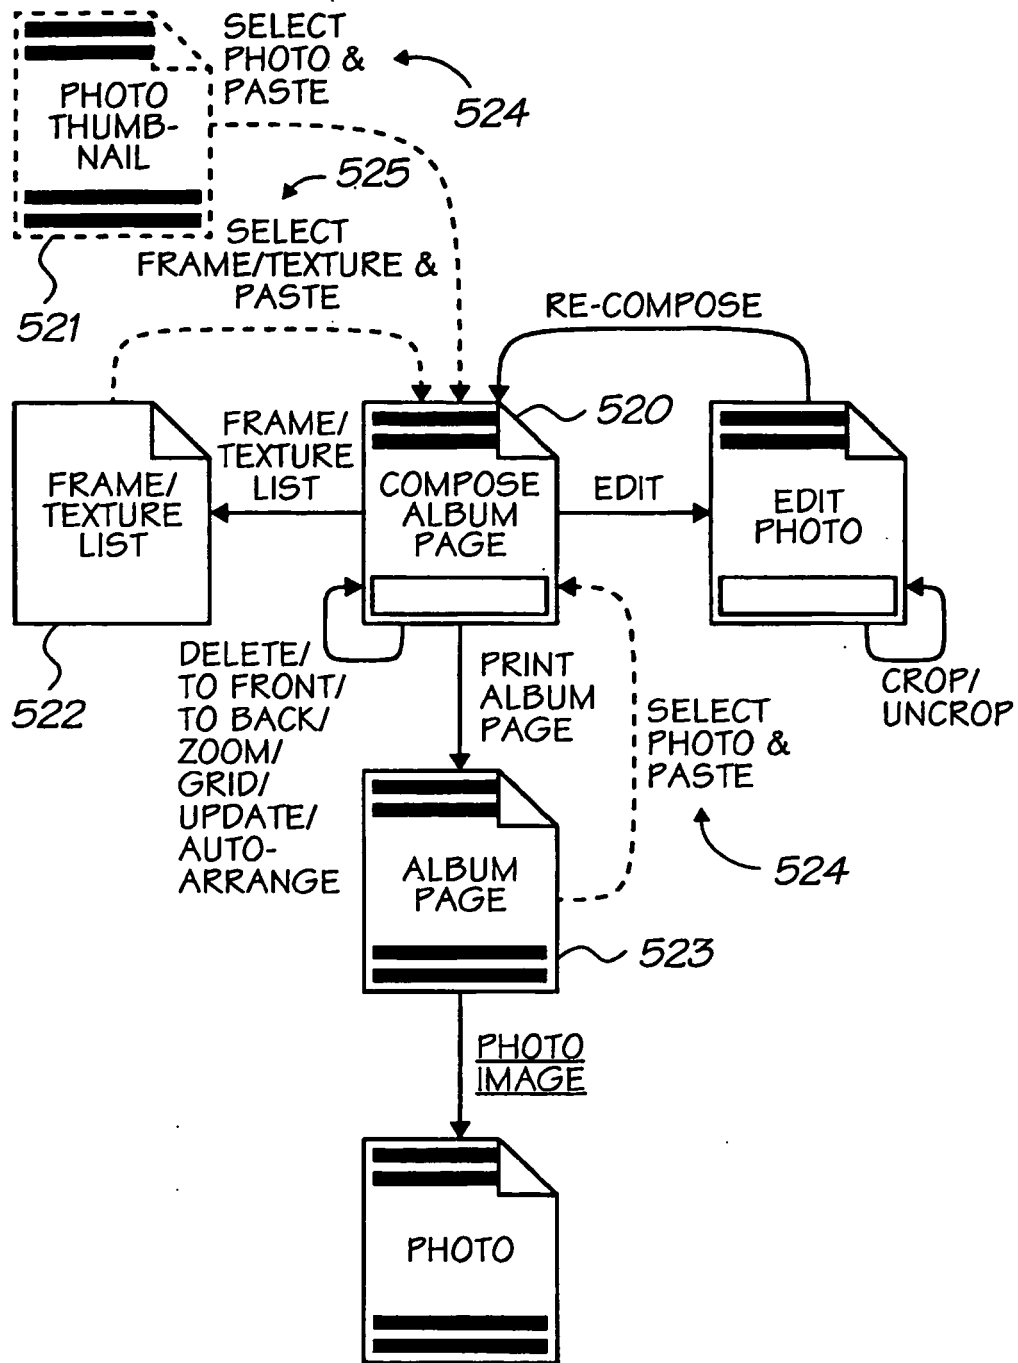 SELECT
PHOTO &
PASTE
524
PHOTO
THUMB-
NAIL
525
SELECT
FRAME/TEXTURE &
PASTE
521
RE-COMPOSE
520
FRAME/
TEXTURE
LIST
FRAME/
TEXTURE
LIST
COMPOSE
ALBUM
PAGE
EDIT
EDIT
PHOTO
522
DELETE/
TO FRONT/
TO BACK/
ZOOM/
GRID/
UPDATE/
AUTO-
ARRANGE
PRINT
ALBUM
PAGE
SELECT
PHOTO &
PASTE
CROP/
UNCROP
524
ALBUM
PAGE
523
PHOTO
IMAGE
PHOTO